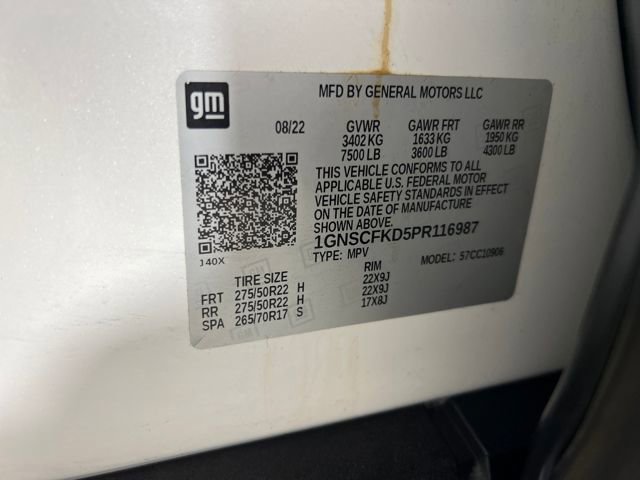 gm
MFD BY GENERAL MOTORS LLC
08/22 GVWR GAWR FRT GAWR RR
3402 KG 1633 KG 1950 KG
7500 LB 3600 LB 4300 LB
THIS VEHICLE CONFORMS TO ALL
APPLICABLE U.S. FEDERAL MOTOR
VEHICLE SAFETY STANDARDS IN EFFECT
ON THE DATE OF MANUFACTURE
SHOWN ABOVE.
1GNSCFKD5PR116987
TYPE: MPV MODEL: 57CC10906
J40X
TIRE SIZE RIM
FRT 275/50R22 H 22X9J
RR 275/50R22 H 22X9J
SPA 265/70R17 S 17X8J